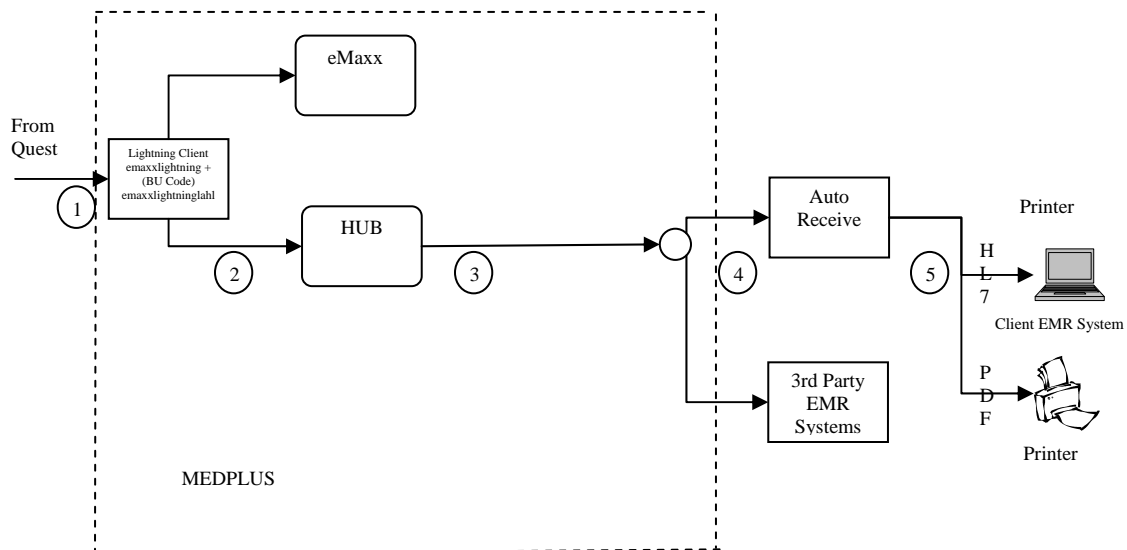 eMaxx
From
Quest
Lightning Client
emaxxlightning +
(BU Code)
emaxxlightninglahl
1
HUB
2
3
4
Auto
Receive
5
Printer
H
L7
Client EMR System
3rd Party
EMR
Systems
P
D
F
Printer
MEDPLUS